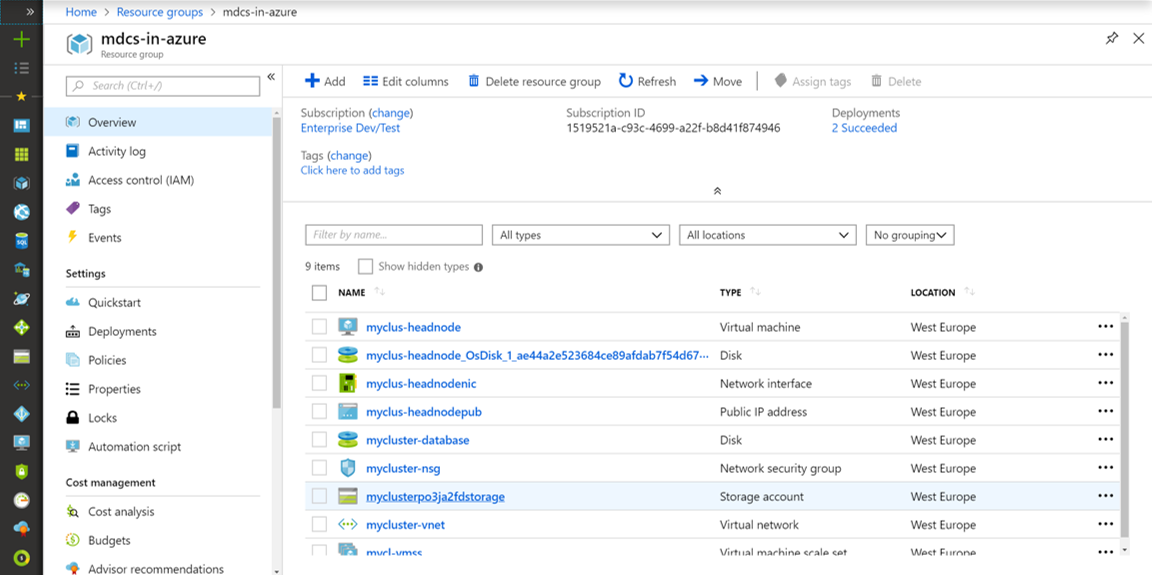 Home > Resource groups > mdcs-in-azure
mdcs-in-azure
Resource group
Search (Ctrl+/)
Overview
Activity log
Access control (IAM)
Tags
Events
Settings
Quickstart
Deployments
Policies
Properties
Locks
Automation script
Cost management
Cost analysis
Budgets
Advisor recommendations
Add Edit columns Delete resource group Refresh Move Assign tags Delete
Subscription (change)
Enterprise Dev/Test
Subscription ID
1519521a-c93c-4699-a22f-b8d41f874946
Deployments
2 Succeeded
Tags (change)
Click here to add tags
Filter by name... All types All locations No grouping
9 items Show hidden types
NAME TYPE LOCATION
myclus-headnode Virtual machine West Europe
myclus-headnode_OsDisk_1_ae44a2e523684ce89afdab7f54d67··· Disk West Europe
myclus-headnodenic Network interface West Europe
myclus-headnodepub Public IP address West Europe
mycluster-database Disk West Europe
mycluster-nsg Network security group West Europe
myclusterpo3ja2fdstorage Storage account West Europe
mycluster-vnet Virtual network West Europe
mycl-vmss Virtual machine scale set West Europe